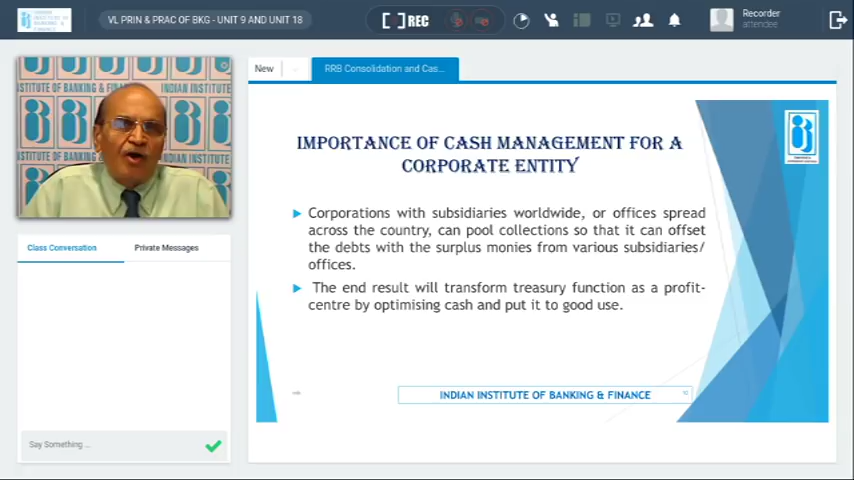 VL PRIN & PRAC OF BKG - UNIT 9 AND UNIT 18
REC
Recorder
attendee
New
RRB Consolidation and Cas...
IMPORTANCE OF CASH MANAGEMENT FOR A
CORPORATE ENTITY
Corporations with subsidiaries worldwide, or offices spread
across the country, can pool collections so that it can offset
the debts with the surplus monies from various subsidiaries/
offices.
The end result will transform treasury function as a profit-
centre by optimising cash and put it to good use.
INDIAN INSTITUTE OF BANKING & FINANCE
Class Conversation
Private Messages
Say Something ...
INDIAN INSTITUTE